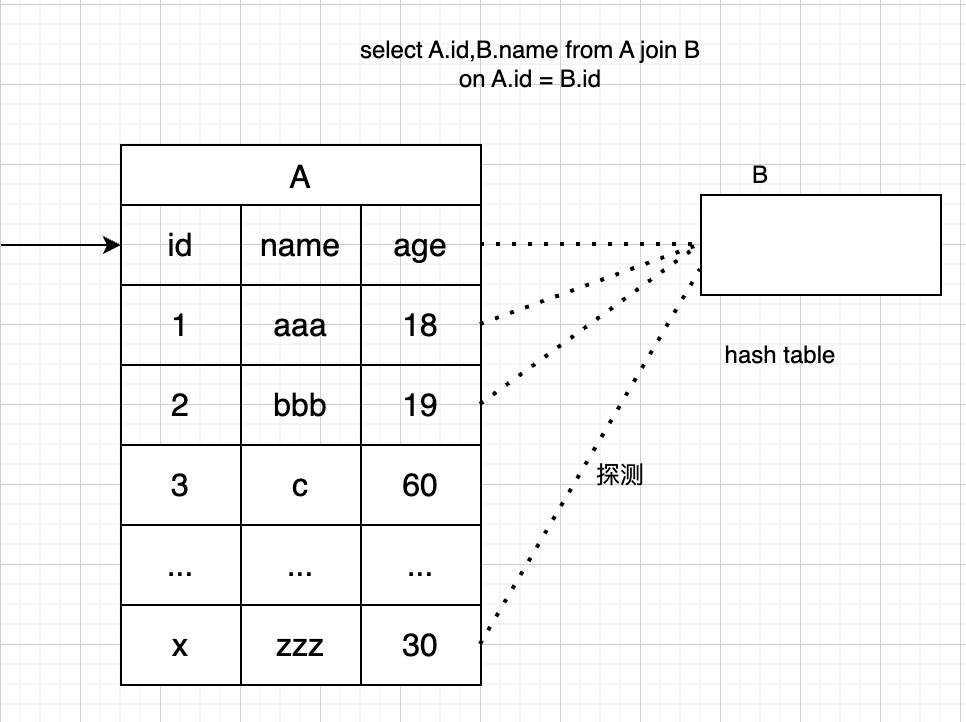 select A.id,B.name from A join B
on A.id = B.id
A
B
id name age
1 aaa 18
2 bbb 19
hash table
3 c 60
探测
... ... ...
x zzz 30